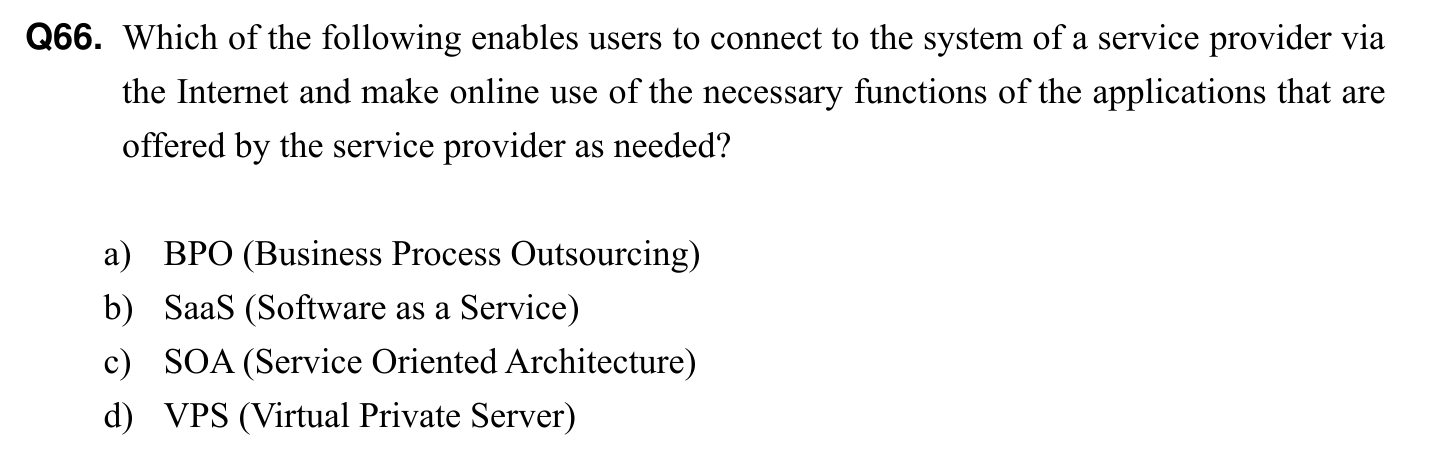 Q66. Which of the following enables users to connect to the system of a service provider via
the Internet and make online use of the necessary functions of the applications that are
offered by the service provider as needed?
a) BPO (Business Process Outsourcing)
b) SaaS (Software as a Service)
c) SOA (Service Oriented Architecture)
d) VPS (Virtual Private Server)